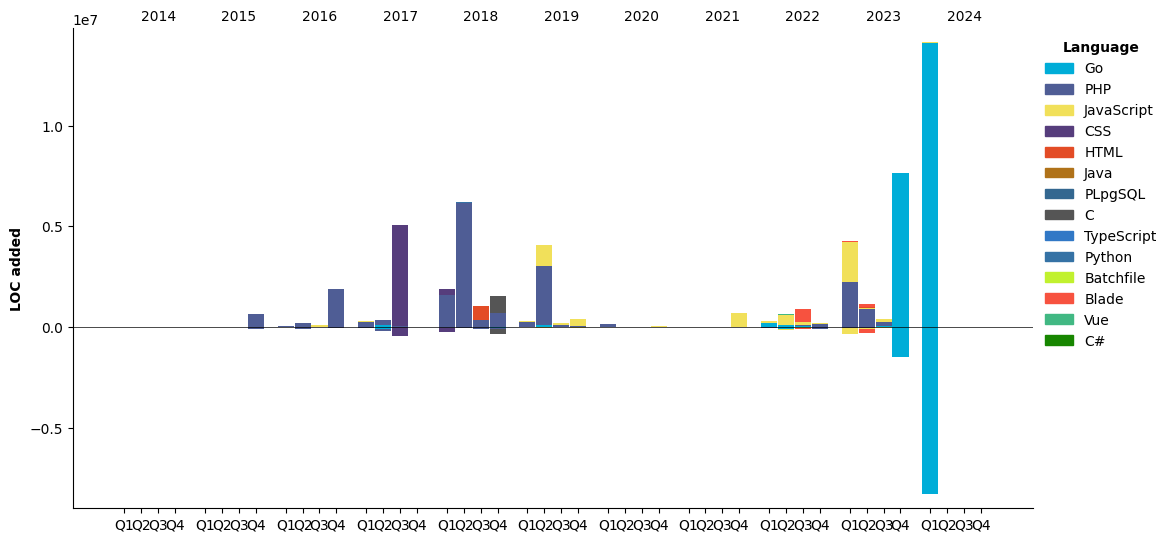 1e7
2014 2015 2016 2017 2018 2019 2020 2021 2022 2023 2024
LOC added
1.0
0.5
0.0
−0.5
Q1Q2Q3Q4 Q1Q2Q3Q4 Q1Q2Q3Q4 Q1Q2Q3Q4 Q1Q2Q3Q4 Q1Q2Q3Q4 Q1Q2Q3Q4 Q1Q2Q3Q4 Q1Q2Q3Q4 Q1Q2Q3Q4 Q1Q2Q3Q4
Language
Go
PHP
JavaScript
CSS
HTML
Java
PLpgSQL
C
TypeScript
Python
Batchfile
Blade
Vue
C#